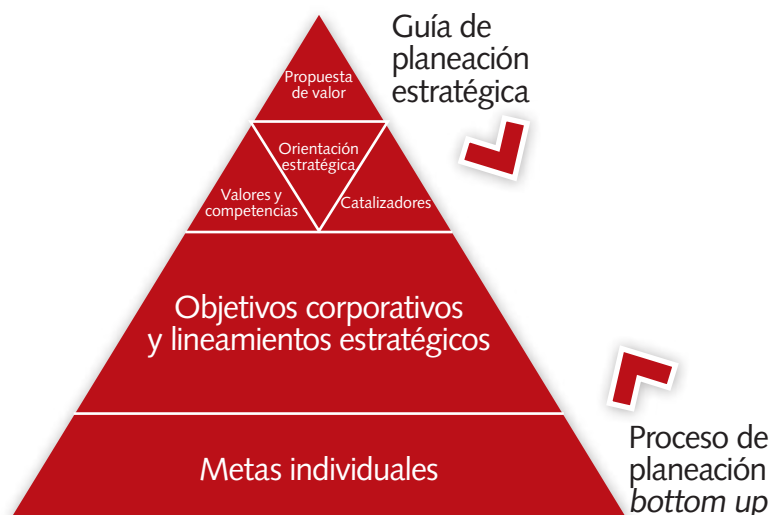 Guía de
planeación
estratégica
Propuesta
de valor
Orientación
estratégica
Valores y
competencias
Catalizadores
Objetivos corporativos
y lineamientos estratégicos
Metas individuales
Proceso de
planeación
bottom up